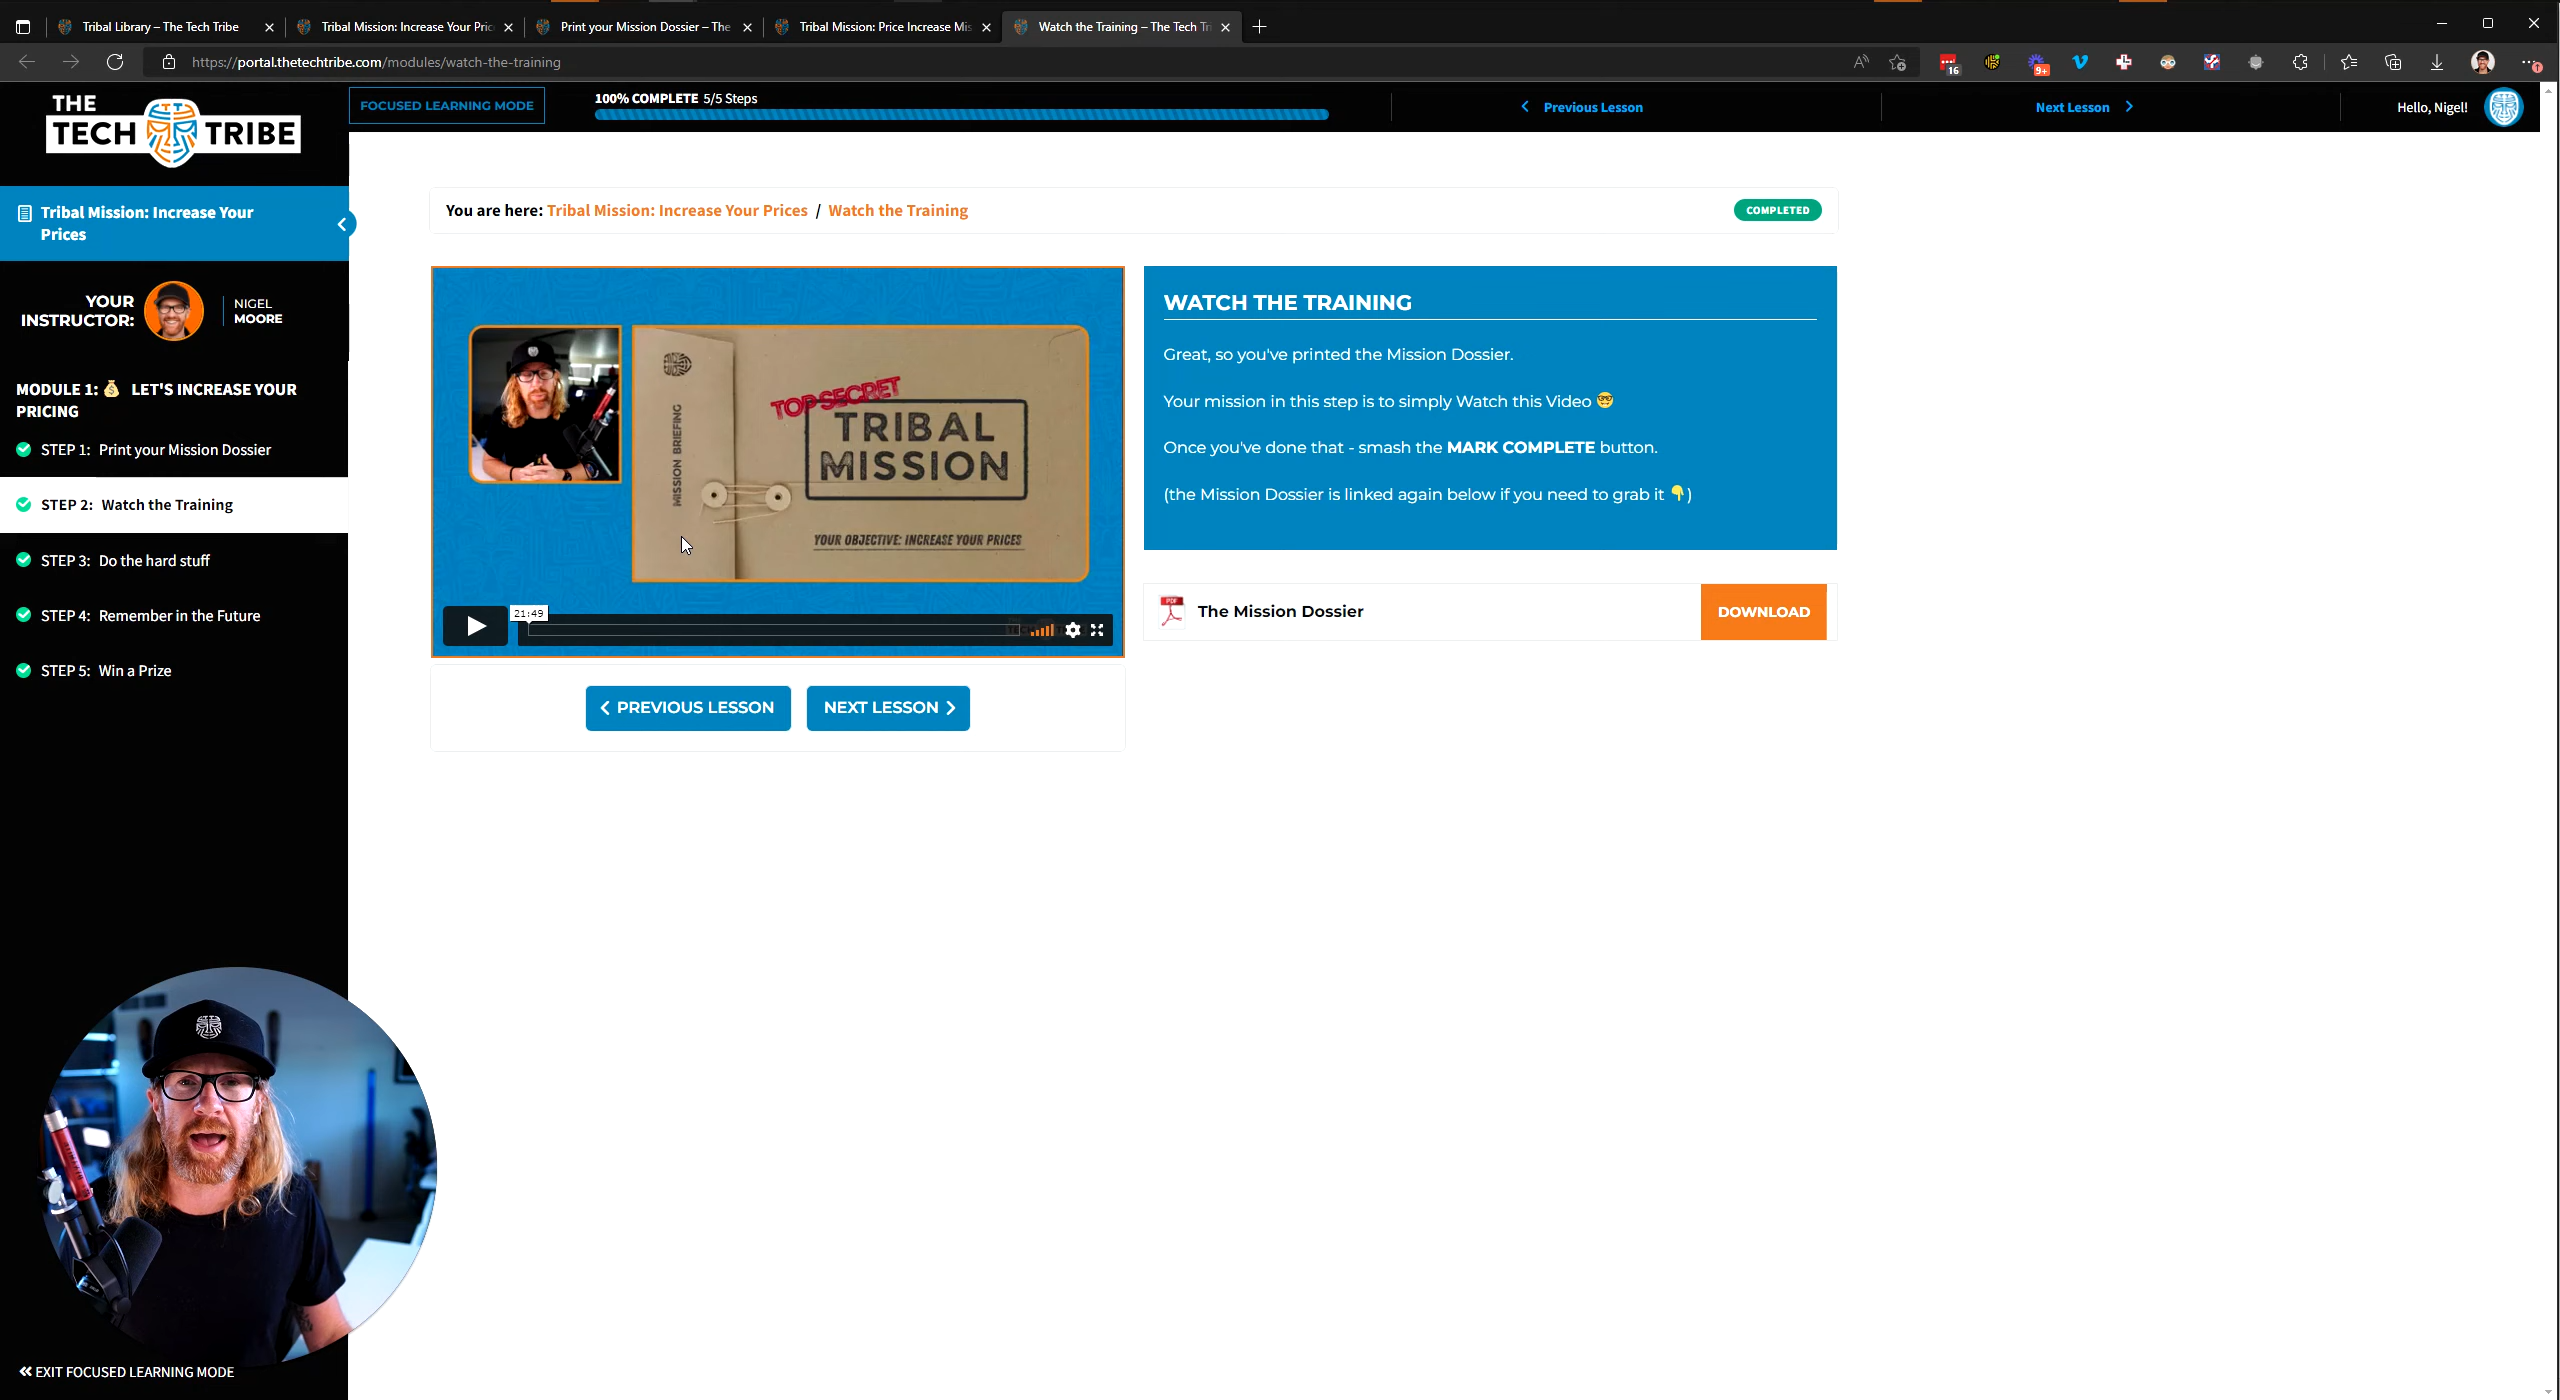 Tribal Library – The Tech Tribe
Tribal Mission: Increase Your Pric
Print your Mission Dossier – The
Tribal Mission: Price Increase Mis
Watch the Training – The Tech Tri
https://portal.thetechtribe.com/modules/watch-the-training
16
9+
THE
TECH TRIBE
FOCUSED LEARNING MODE
100% COMPLETE 5/5 Steps
Previous Lesson
Next Lesson
Hello, Nigel!
Tribal Mission: Increase Your
Prices
You are here: Tribal Mission: Increase Your Prices / Watch the Training
COMPLETED
YOUR
INSTRUCTOR:
NIGEL
MOORE
MODULE 1: 💰 LET'S INCREASE YOUR
PRICING
STEP 1: Print your Mission Dossier
STEP 2: Watch the Training
STEP 3: Do the hard stuff
STEP 4: Remember in the Future
STEP 5: Win a Prize
MISSION BRIEFING
TOP SECRET
TRIBAL
MISSION
YOUR OBJECTIVE: INCREASE YOUR PRICES
21:49
WATCH THE TRAINING
Great, so you've printed the Mission Dossier.
Your mission in this step is to simply Watch this Video 🤓
Once you've done that - smash the MARK COMPLETE button.
(the Mission Dossier is linked again below if you need to grab it 👇)
PDF
The Mission Dossier
DOWNLOAD
PREVIOUS LESSON
NEXT LESSON
EXIT FOCUSED LEARNING MODE